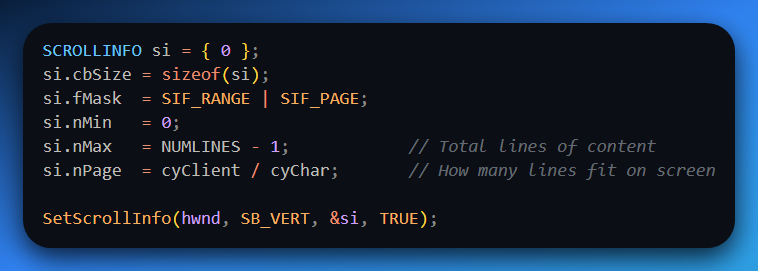 SCROLLINFO si = { 0 };
si.cbSize = sizeof(si);
si.fMask  = SIF_RANGE | SIF_PAGE;
si.nMin   = 0;
si.nMax   = NUMLINES - 1;            // Total lines of content
si.nPage  = cyClient / cyChar;       // How many lines fit on screen

SetScrollInfo(hwnd, SB_VERT, &si, TRUE);